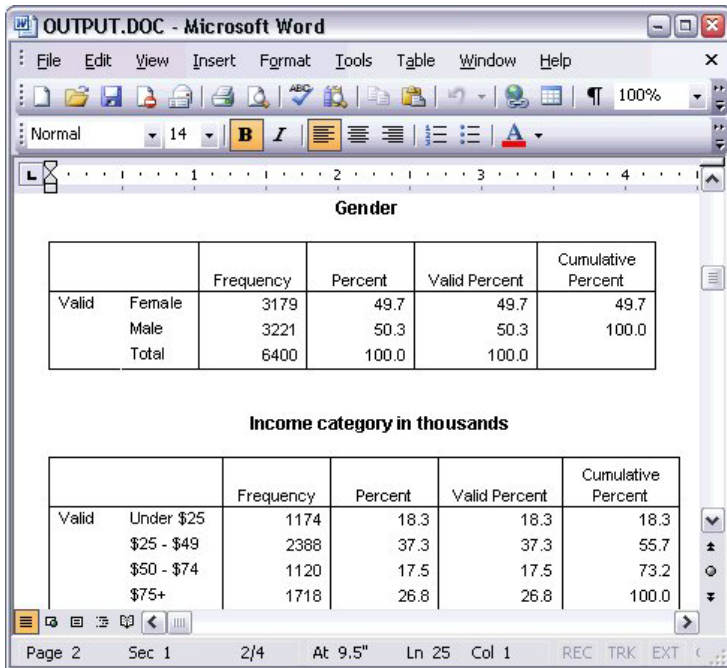 OUTPUT.DOC - Microsoft Word
File Edit View Insert Format Tools Table Window Help
ABC 100%
Normal 14 B I A
1 2 3 4
Gender
Frequency Percent Valid Percent Cumulative Percent
Valid Female 3179 49.7 49.7 49.7
Male 3221 50.3 50.3 100.0
Total 6400 100.0 100.0
Income category in thousands
Frequency Percent Valid Percent Cumulative Percent
Valid Under $25 1174 18.3 18.3 18.3
$25 - $49 2388 37.3 37.3 55.7
$50 - $74 1120 17.5 17.5 73.2
$75+ 1718 26.8 26.8 100.0
Page 2 Sec 1 2/4 At 9.5" Ln 25 Col 1 REC TRK EXT